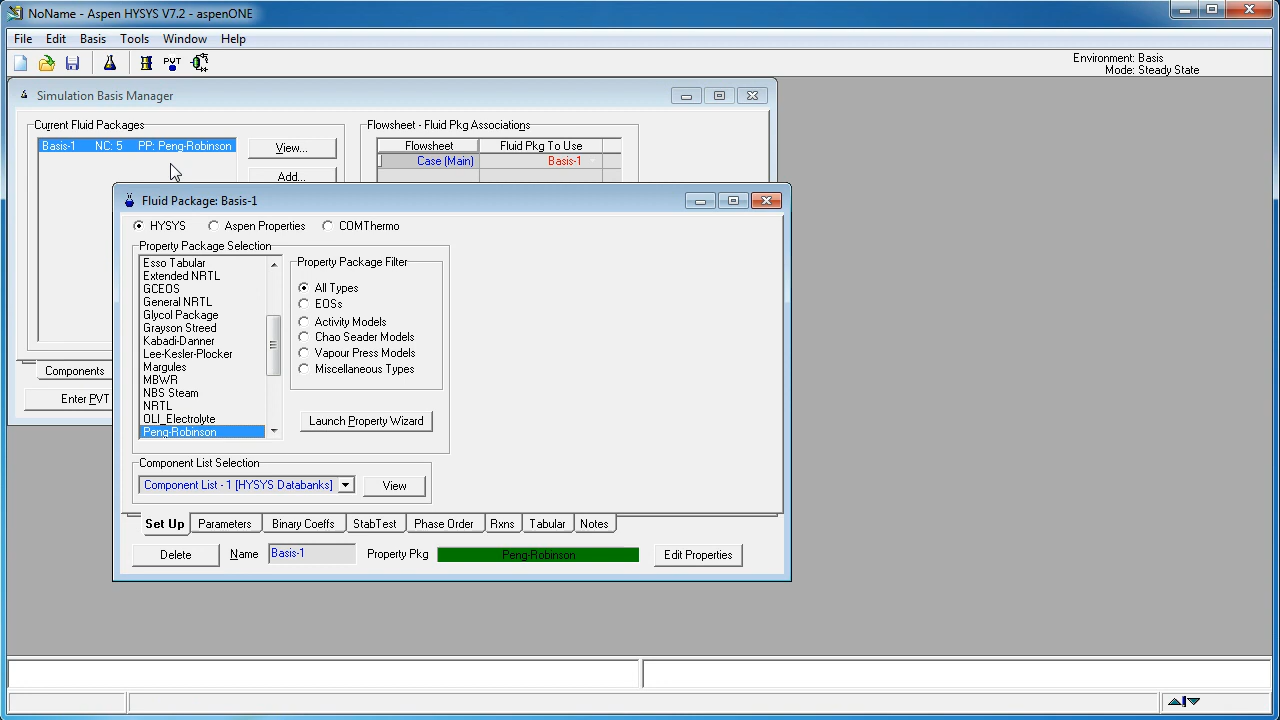 NoName - Aspen HYSYS V7.2 - aspenONE
File Edit Basis Tools Window Help
PVT
Environment: Basis
Mode: Steady State
Simulation Basis Manager
Current Fluid Packages
Basis-1 NC: 5 PP: Peng-Robinson
View...
Add...
Flowsheet - Fluid Pkg Associations
Flowsheet Fluid Pkg To Use
Case (Main) Basis-1
Components
Enter PVT
Fluid Package: Basis-1
HYSYS Aspen Properties COMThermo
Property Package Selection
Esso Tabular
Extended NRTL
GCEOS
General NRTL
Glycol Package
Grayson Streed
Kabadi-Danner
Lee-Kesler-Plocker
Margules
MBWR
NBS Steam
NRTL
OLI_Electrolyte
Peng-Robinson
Property Package Filter
All Types
EOSs
Activity Models
Chao Seader Models
Vapour Press Models
Miscellaneous Types
Launch Property Wizard
Component List Selection
Component List - 1 [HYSYS Databanks] View
Set Up Parameters Binary Coeffs StabTest Phase Order Rxns Tabular Notes
Delete Name Basis-1 Property Pkg Peng-Robinson Edit Properties